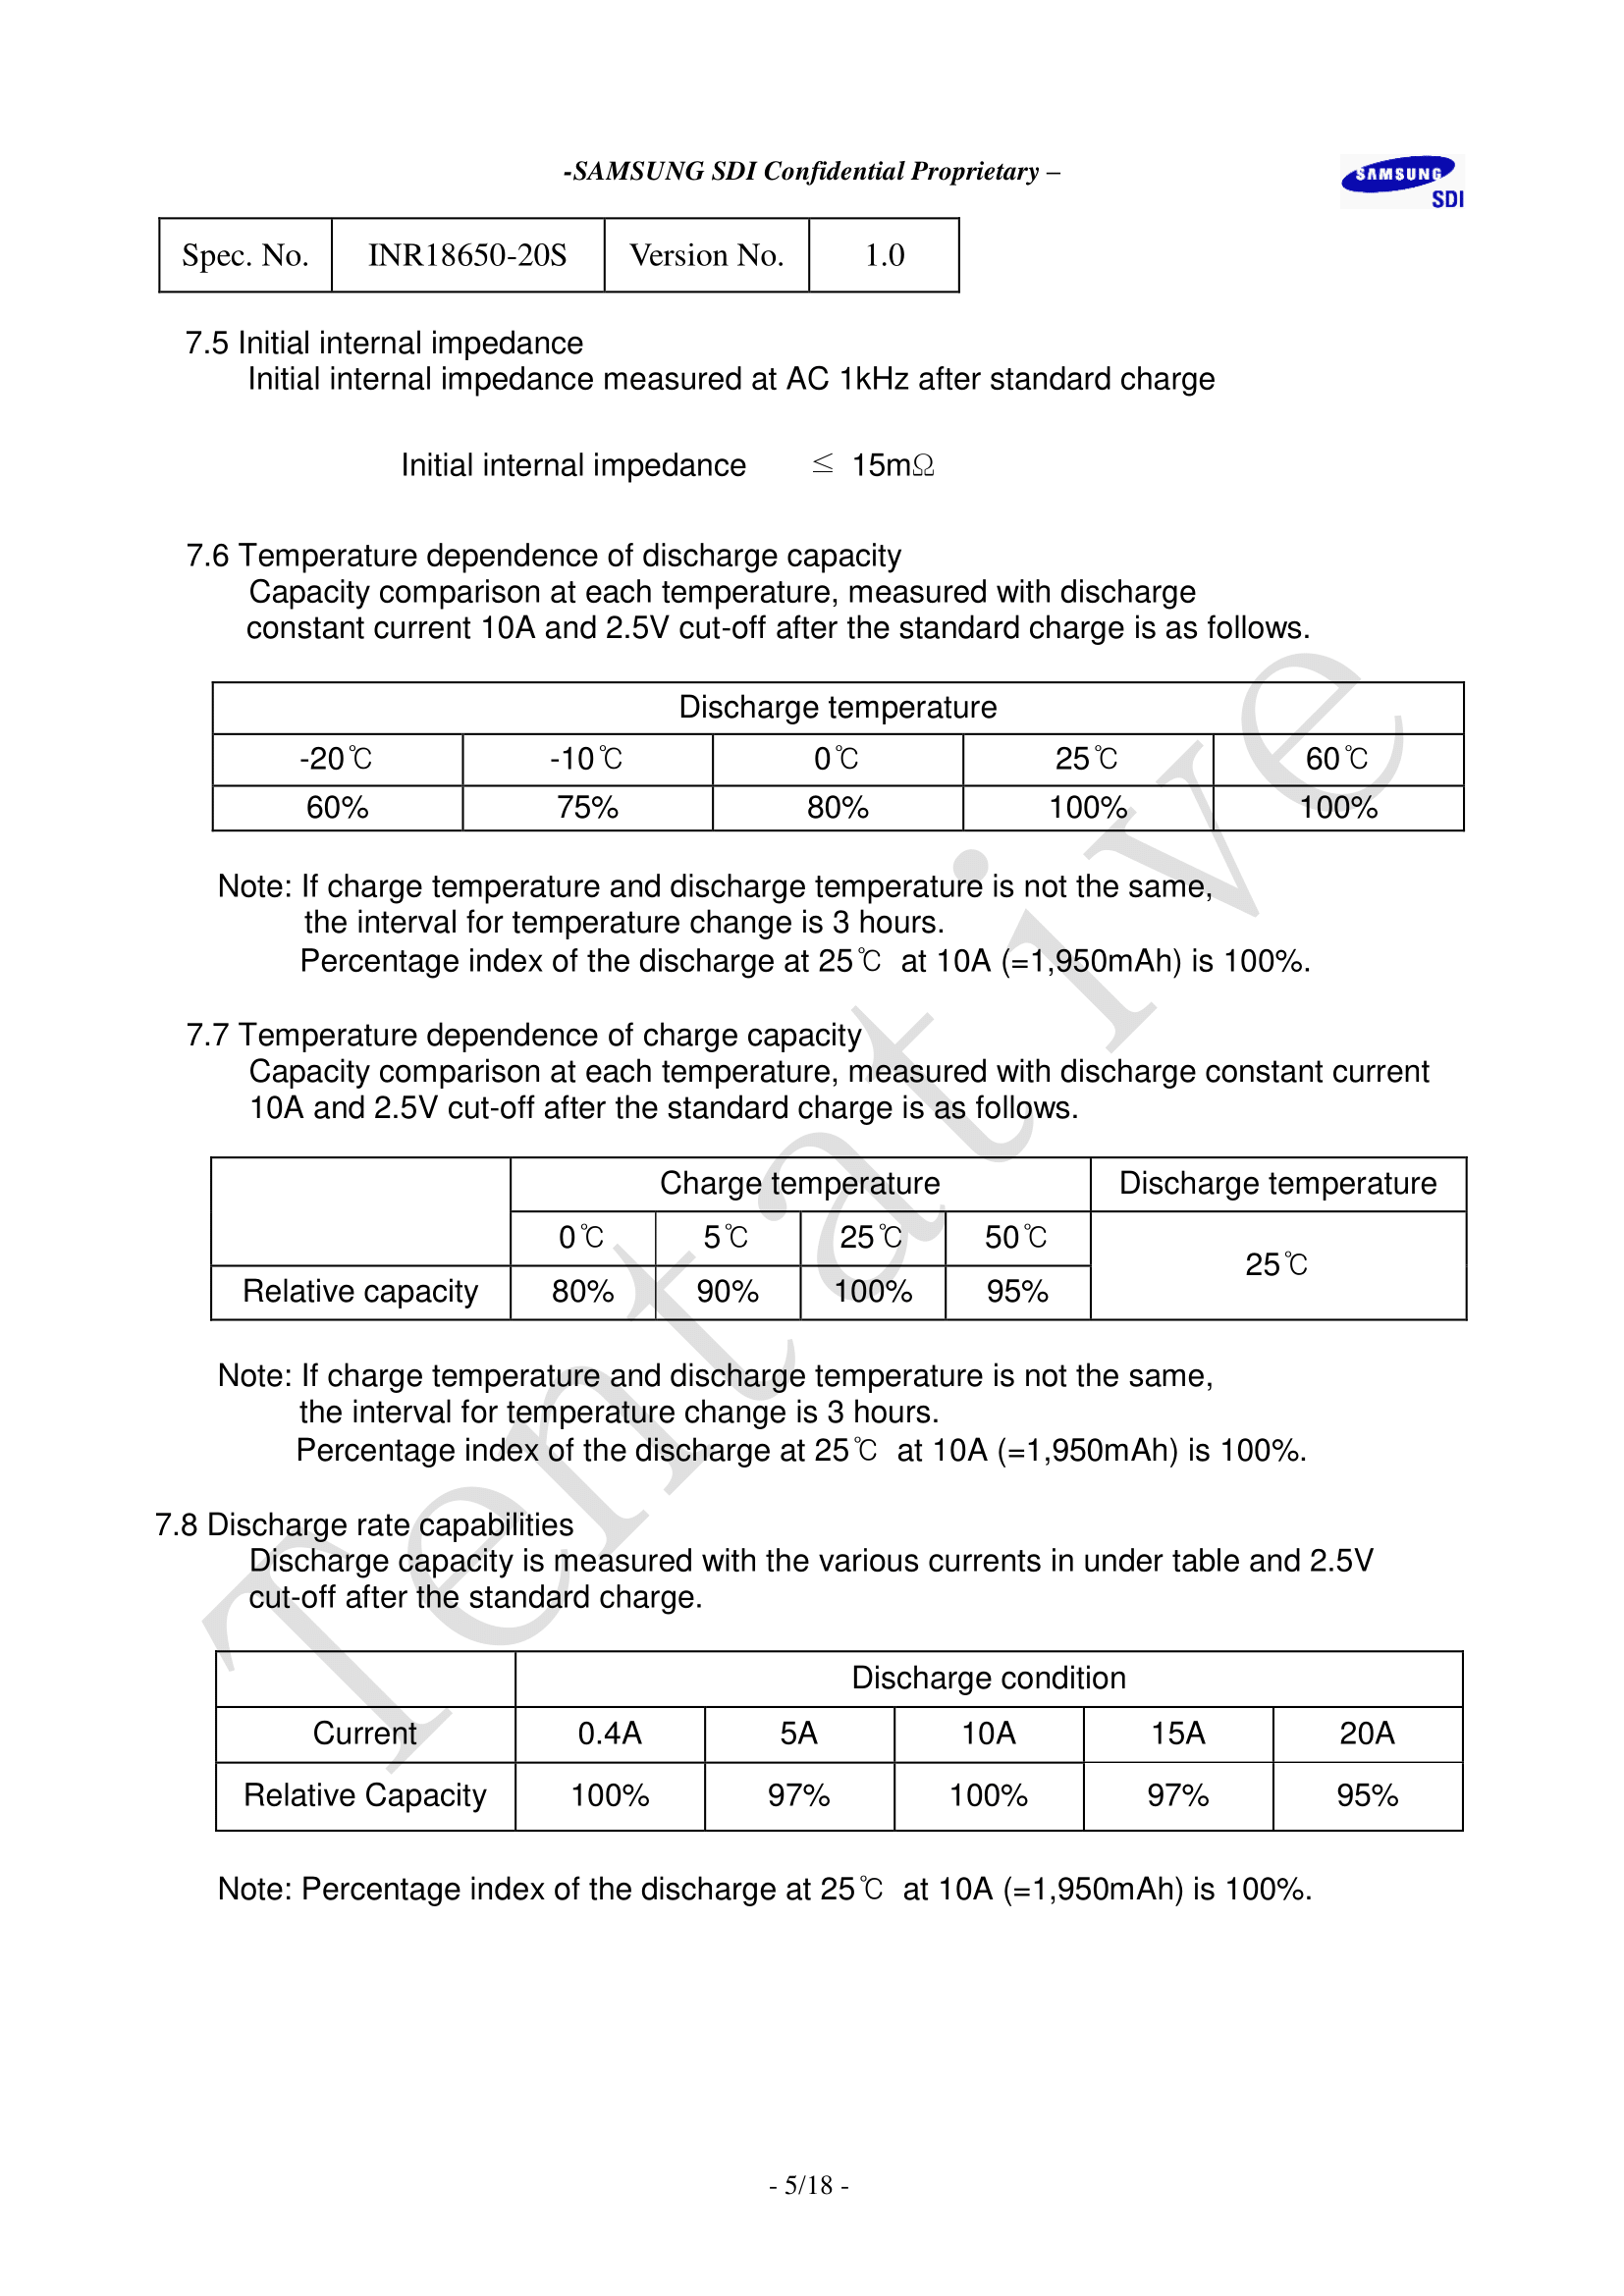 -SAMSUNG SDI Confidential Proprietary –
SAMSUNG
SDI
Spec. No. INR18650-20S Version No. 1.0
7.5 Initial internal impedance
Initial internal impedance measured at AC 1kHz after standard charge
Initial internal impedance ≤ 15mΩ
7.6 Temperature dependence of discharge capacity
Capacity comparison at each temperature, measured with discharge
constant current 10A and 2.5V cut-off after the standard charge is as follows.
Discharge temperature
-20℃ -10℃ 0℃ 25℃ 60℃
60% 75% 80% 100% 100%
Note: If charge temperature and discharge temperature is not the same,
the interval for temperature change is 3 hours.
Percentage index of the discharge at 25℃ at 10A (=1,950mAh) is 100%.
7.7 Temperature dependence of charge capacity
Capacity comparison at each temperature, measured with discharge constant current
10A and 2.5V cut-off after the standard charge is as follows.
Charge temperature Discharge temperature
0℃ 5℃ 25℃ 50℃ 25℃
Relative capacity 80% 90% 100% 95%
Note: If charge temperature and discharge temperature is not the same,
the interval for temperature change is 3 hours.
Percentage index of the discharge at 25℃ at 10A (=1,950mAh) is 100%.
7.8 Discharge rate capabilities
Discharge capacity is measured with the various currents in under table and 2.5V
cut-off after the standard charge.
Discharge condition
Current 0.4A 5A 10A 15A 20A
Relative Capacity 100% 97% 100% 97% 95%
Note: Percentage index of the discharge at 25℃ at 10A (=1,950mAh) is 100%.
Tentative
- 5/18 -